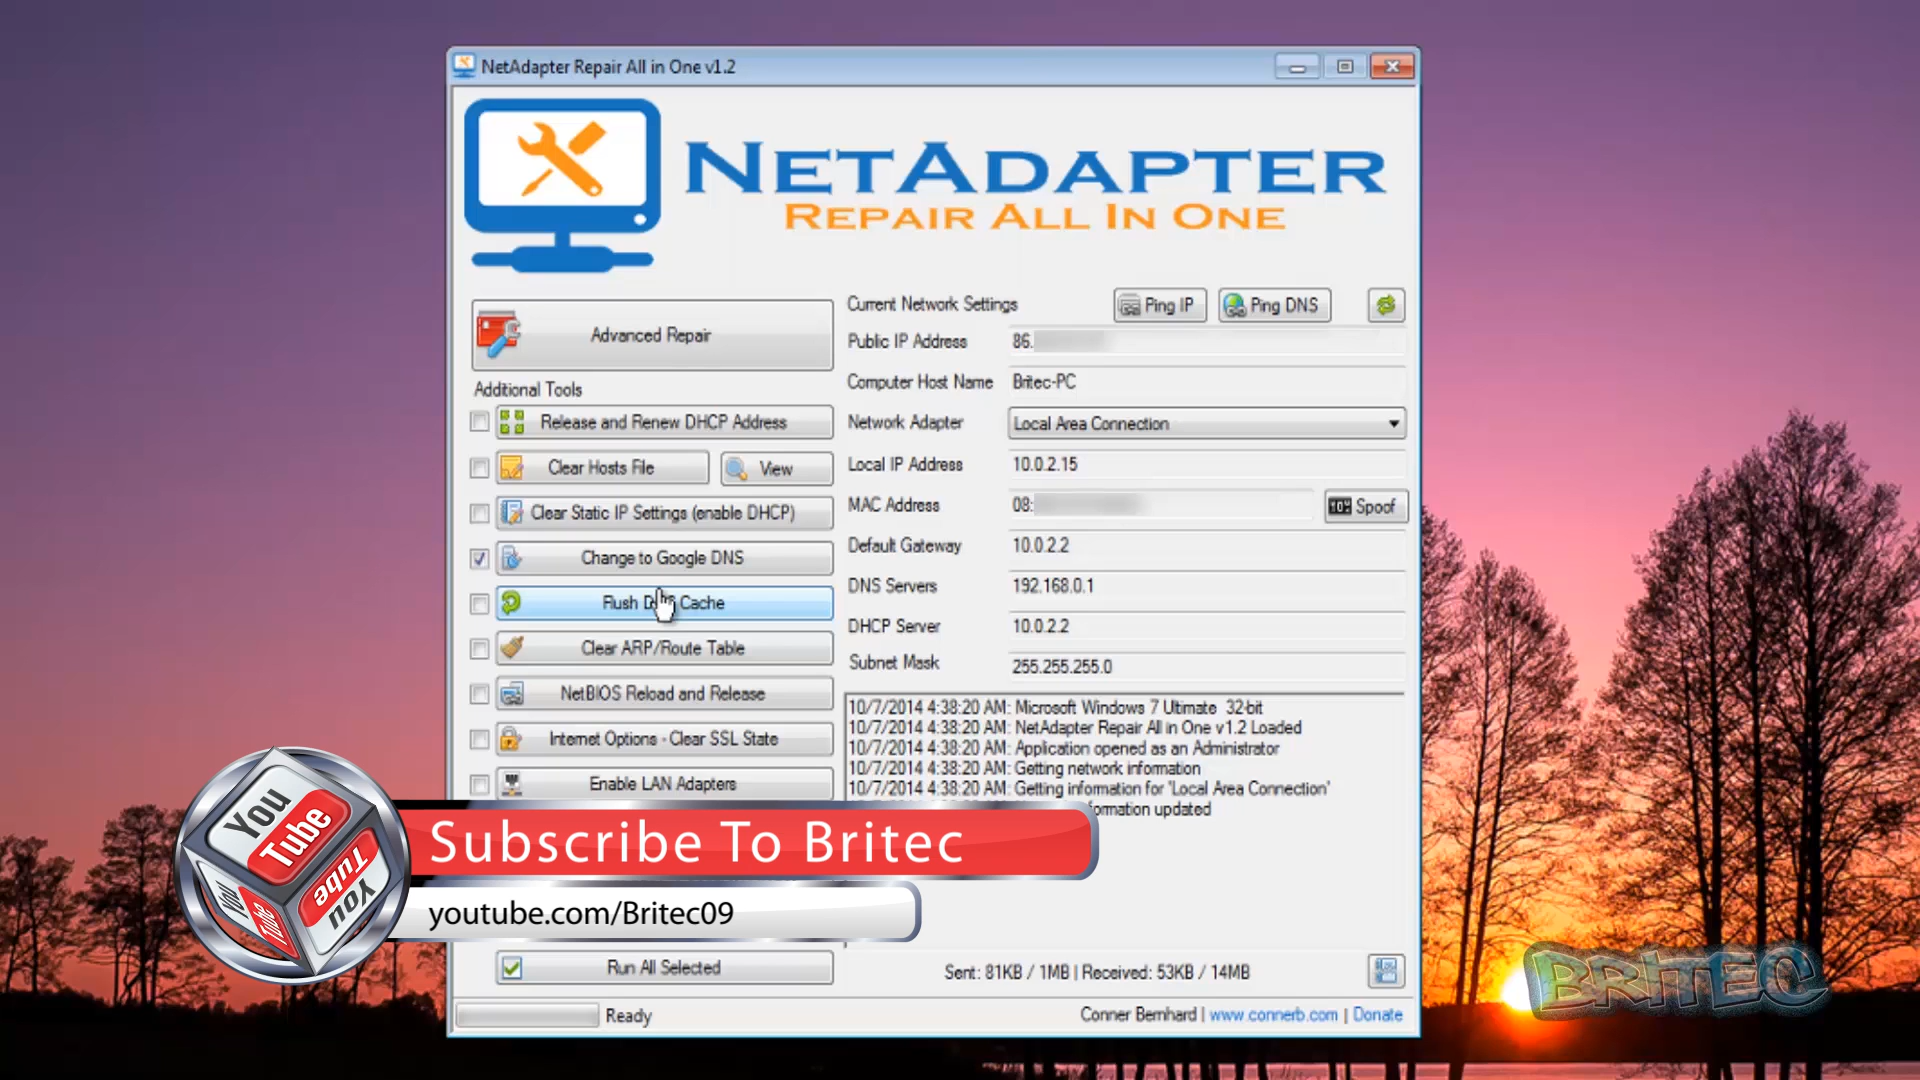 NetAdapter Repair All in One v1.2
NETADAPTER
REPAIR ALL IN ONE
Advanced Repair
Additional Tools
Release and Renew DHCP Address
Clear Hosts File
View
Clear Static IP Settings (enable DHCP)
Change to Google DNS
Flush DNS Cache
Clear ARP/Route Table
NetBIOS Reload and Release
Internet Options - Clear SSL State
Enable LAN Adapters
Run All Selected
Ready
Current Network Settings
Ping IP
Ping DNS
Public IP Address 86.
Computer Host Name Britec-PC
Network Adapter Local Area Connection
Local IP Address 10.0.2.15
MAC Address 08:
Spoof
Default Gateway 10.0.2.2
DNS Servers 192.168.0.1
DHCP Server 10.0.2.2
Subnet Mask 255.255.255.0
10/7/2014 4:38:20 AM: Microsoft Windows 7 Ultimate 32-bit
10/7/2014 4:38:20 AM: NetAdapter Repair All in One v1.2 Loaded
10/7/2014 4:38:20 AM: Application opened as an Administrator
10/7/2014 4:38:20 AM: Getting network information
10/7/2014 4:38:20 AM: Getting information for 'Local Area Connection'
updated
Sent: 81KB / 1MB | Received: 53KB / 14MB
Conner Bernhard | www.connerb.com | Donate
You Tube
You Tube
You Tube
Subscribe To Britec
youtube.com/Britec09
BRITEC